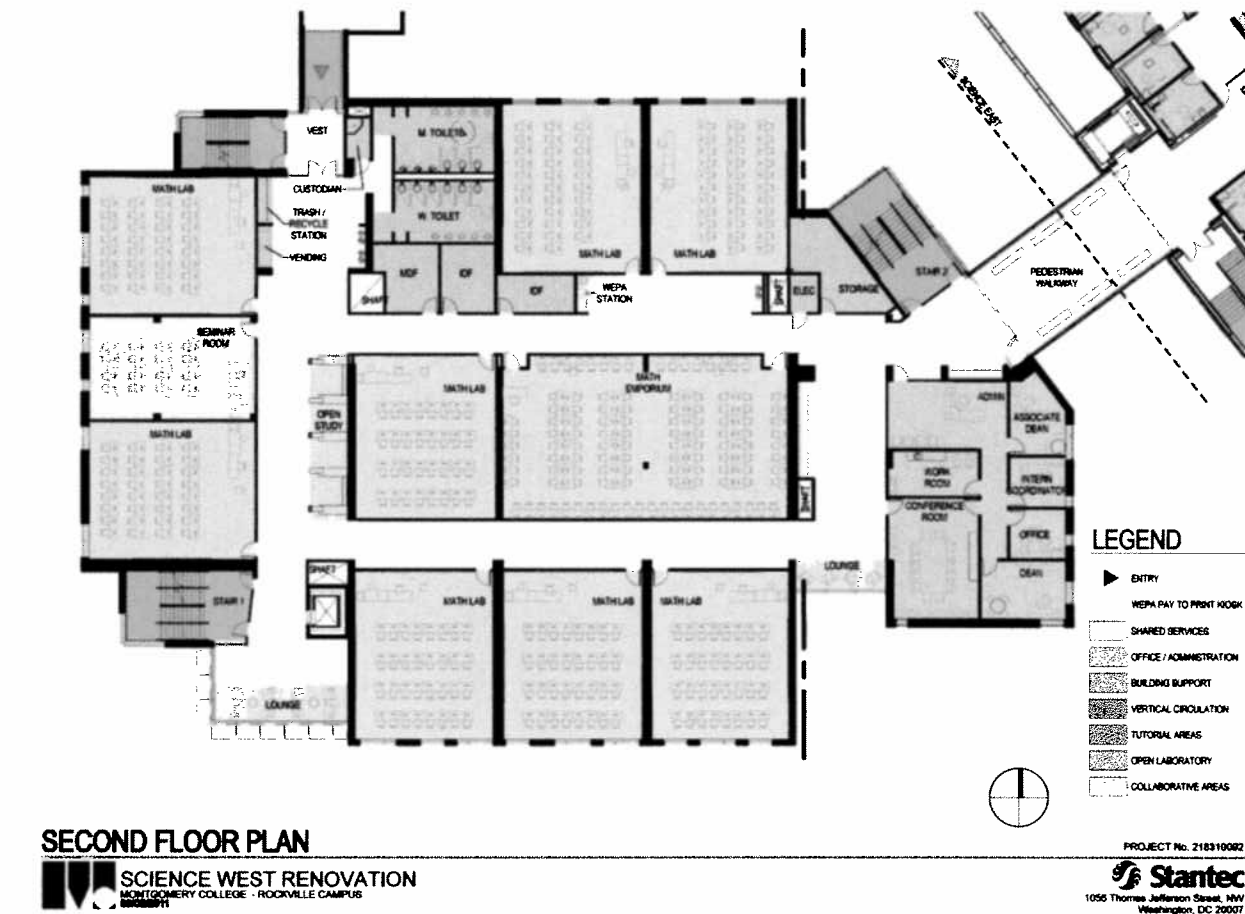 SCIENCE EAST
VEST
M. TOILETS
CUSTODIAN
MATH LAB
TRASH /
RECYCLE
STATION
W. TOILET
VENDING
MATH LAB
MATH LAB
MDF
IDF
IDF
WEPA
STATION
SHAFT
SHAFT
ELEC
STORAGE
STAIR 2
PEDESTRIAN
WALKWAY
SEMINAR
ROOM
MATH LAB
MATH
EMPORIUM
OPEN
STUDY
MATH LAB
ADMIN
ASSOCIATE
DEAN
WORK
ROOM
INTERN
COORDINATOR
SHAFT
CONFERENCE
ROOM
OFFICE
DEAN
LOUNGE
SHAFT
STAIR 1
MATH LAB
MATH LAB
MATH LAB
LOUNGE
LEGEND
ENTRY
WEPA PAY TO PRINT KIOSK
SHARED SERVICES
OFFICE / ADMINISTRATION
BUILDING SUPPORT
VERTICAL CIRCULATION
TUTORIAL AREAS
OPEN LABORATORY
COLLABORATIVE AREAS
SECOND FLOOR PLAN
PROJECT No. 218310092
SCIENCE WEST RENOVATION
MONTGOMERY COLLEGE - ROCKVILLE CAMPUS
Stantec
1055 Thomas Jefferson Street, NW
Washington, DC 20007